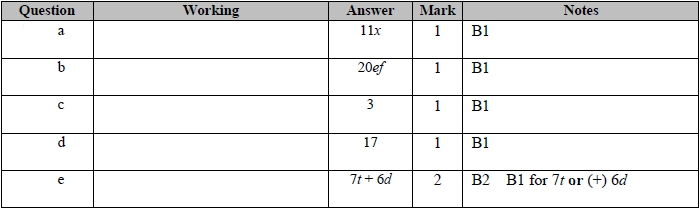 Question Working Answer Mark Notes
a 11x 1 B1
b 20ef 1 B1
c 3 1 B1
d 17 1 B1
e 7t + 6d 2 B2 B1 for 7t or (+) 6d